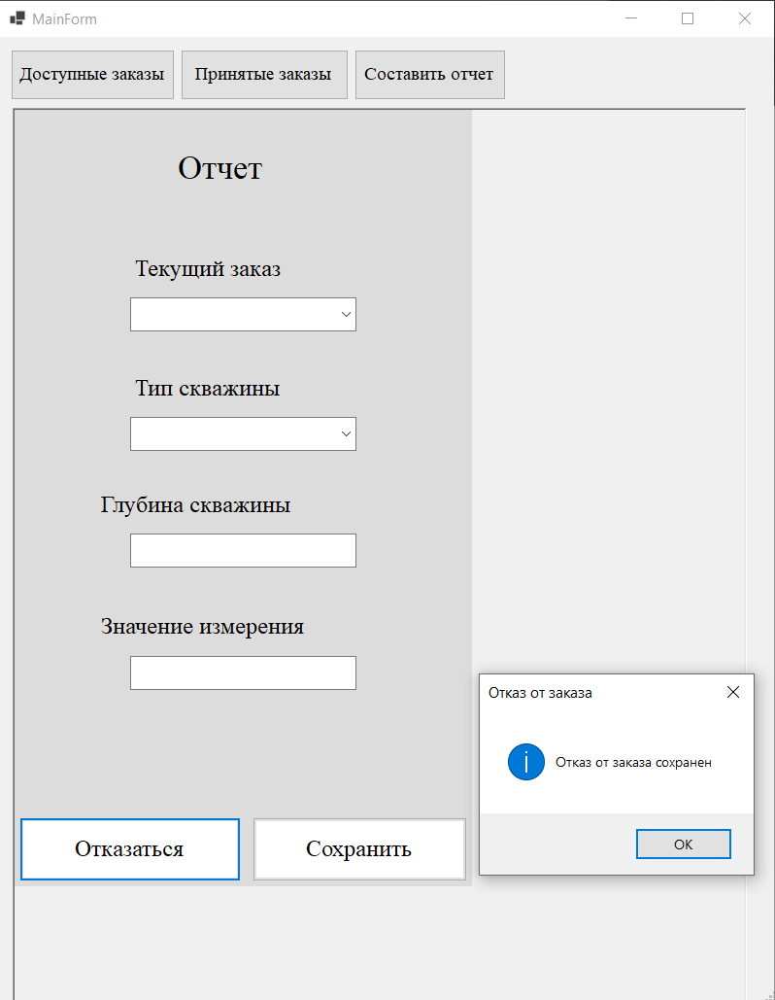 MainForm
Доступные заказы
Принятые заказы
Составить отчет
Отчет
Текущий заказ
Тип скважины
Глубина скважины
Значение измерения
Отказаться
Сохранить
Отказ от заказа
Отказ от заказа сохранен
OK